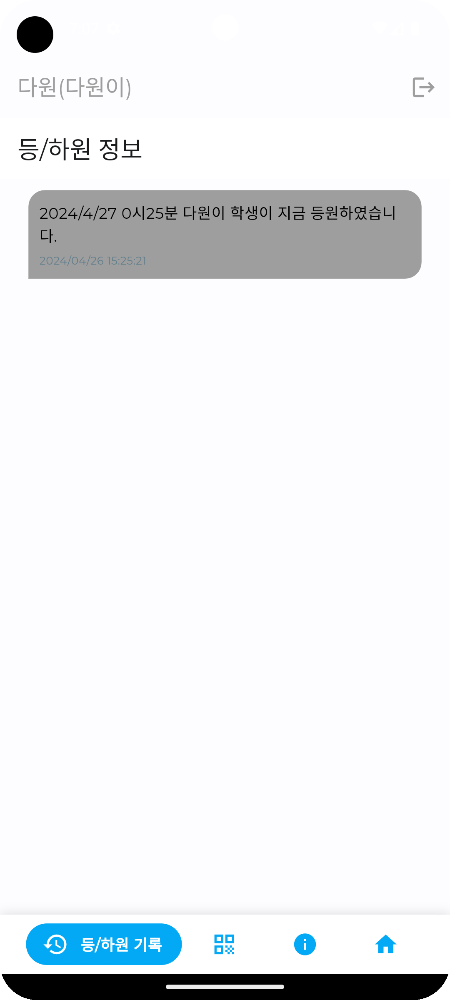 다원(다원이)
등/하원 정보
2024/4/27 0시25분 다원이 학생이 지금 등원하였습니
다.
2024/04/26 15:25:21
등/하원 기록